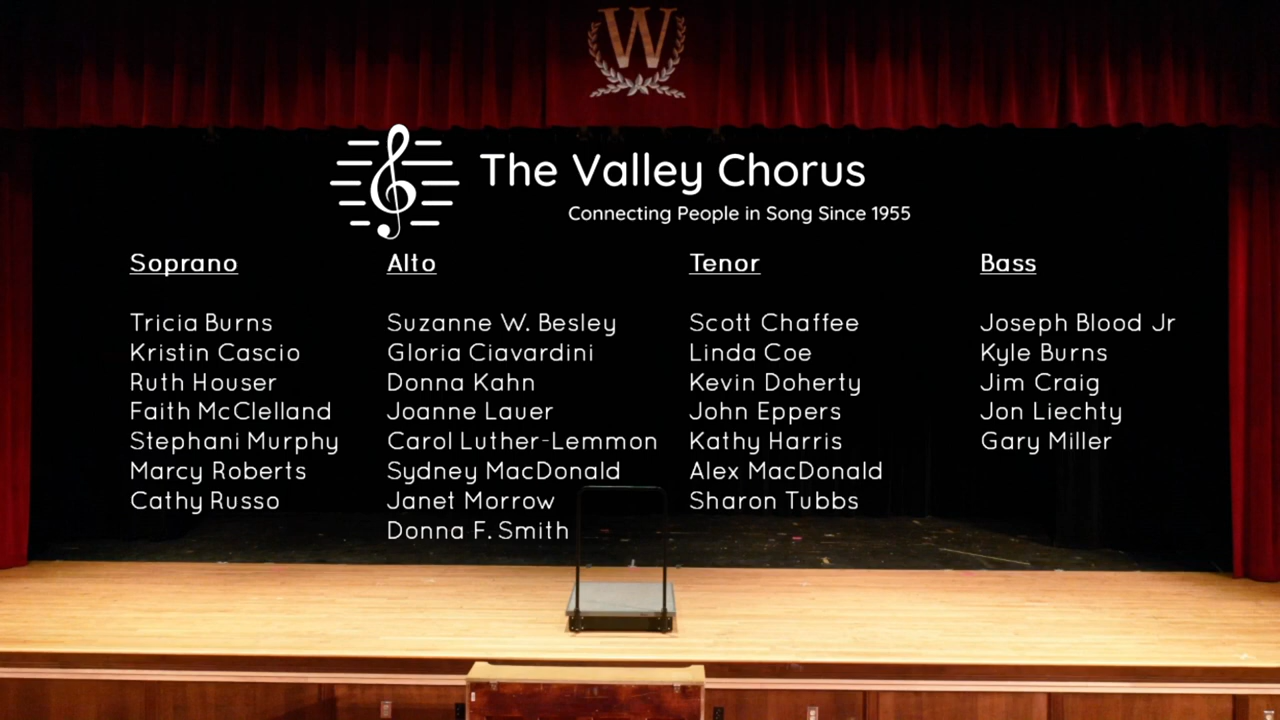 W
The Valley Chorus
Connecting People in Song Since 1955
Soprano
Tricia Burns
Kristin Cascio
Ruth Houser
Faith McClelland
Stephani Murphy
Marcy Roberts
Cathy Russo
Alto
Suzanne W. Besley
Gloria Ciavardini
Donna Kahn
Joanne Lauer
Carol Luther-Lemmon
Sydney MacDonald
Janet Morrow
Donna F. Smith
Tenor
Scott Chaffee
Linda Coe
Kevin Doherty
John Eppers
Kathy Harris
Alex MacDonald
Sharon Tubbs
Bass
Joseph Blood Jr
Kyle Burns
Jim Craig
Jon Liechty
Gary Miller